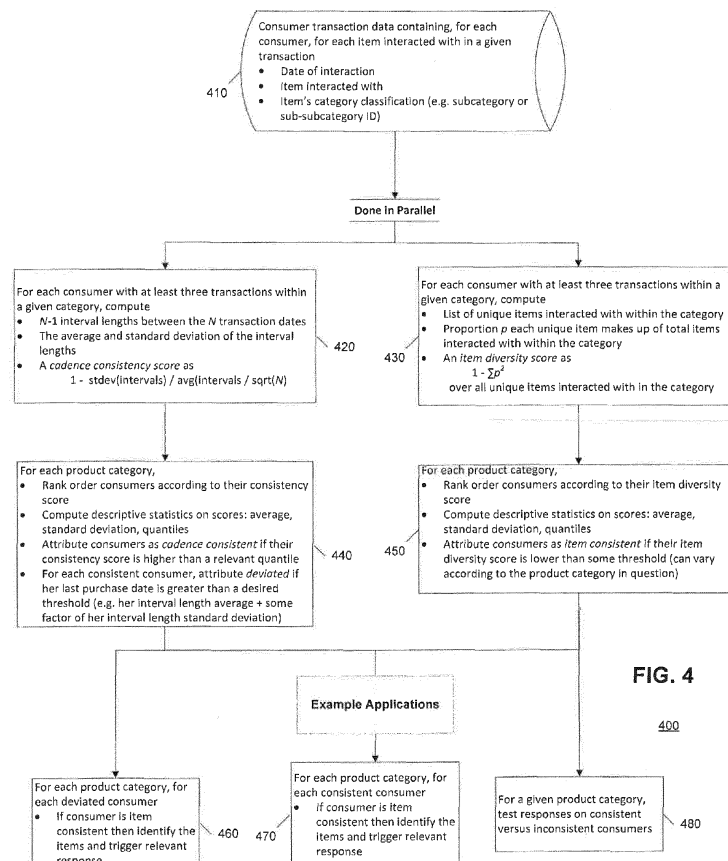 Consumer transaction data containing, for each
consumer, for each item interacted with in a given
transaction
• Date of interaction
• Item interacted with
• Item's category classification (e.g. subcategory or
sub-subcategory ID)
410
Done in Parallel
For each consumer with at least three transactions within
a given category, compute
• N-1 interval lengths between the N transaction dates
• The average and standard deviation of the interval
lengths
• A cadence consistency score as
1 - stdev(intervals) / avg(intervals / sqrt(N)
420
For each consumer with at least three transactions within a
given category, compute
• List of unique items interacted with within the category
• Proportion p each unique item makes up of total items
interacted with within the category
• An item diversity score as
1 - ∑p²
over all unique items interacted with in the category
430
For each product category,
• Rank order consumers according to their consistency
score
• Compute descriptive statistics on scores: average,
standard deviation, quantiles
• Attribute consumers as cadence consistent if their
consistency score is higher than a relevant quantile
• For each consistent consumer, attribute deviated if
her last purchase date is greater than a desired
threshold (e.g. her interval length average + some
factor of her interval length standard deviation)
440
For each product category,
• Rank order consumers according to their item diversity
score
• Compute descriptive statistics on scores: average,
standard deviation, quantiles
• Attribute consumers as item consistent if their item
diversity score is lower than some threshold (can vary
according to the product category in question)
450
FIG. 4
400
Example Applications
For each product category, for
each deviated consumer
• If consumer is item
consistent then identify the
items and trigger relevant
response
460
For each product category, for
each consistent consumer
• If consumer is item
consistent then identify the
items and trigger relevant
response
470
For a given product category,
test responses on consistent
versus inconsistent consumers
480